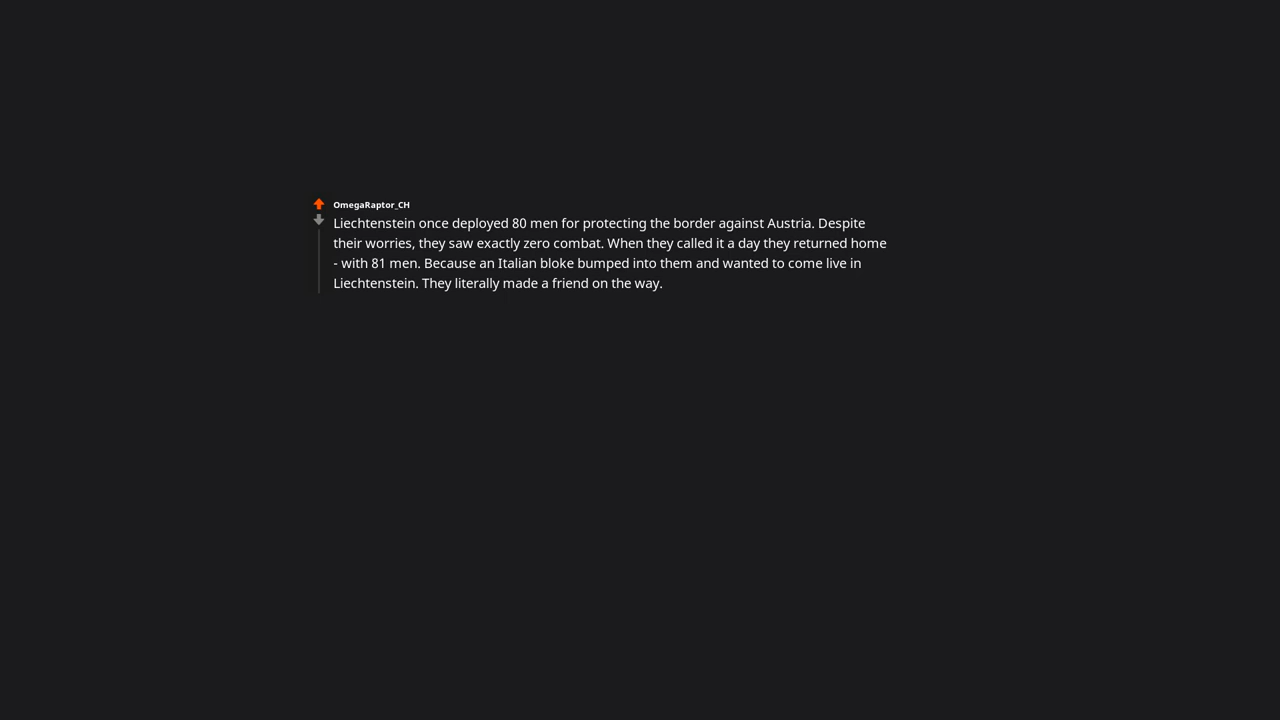 OmegaRaptor_CH
Liechtenstein once deployed 80 men for protecting the border against Austria. Despite
their worries, they saw exactly zero combat. When they called it a day they returned home
- with 81 men. Because an Italian bloke bumped into them and wanted to come live in
Liechtenstein. They literally made a friend on the way.